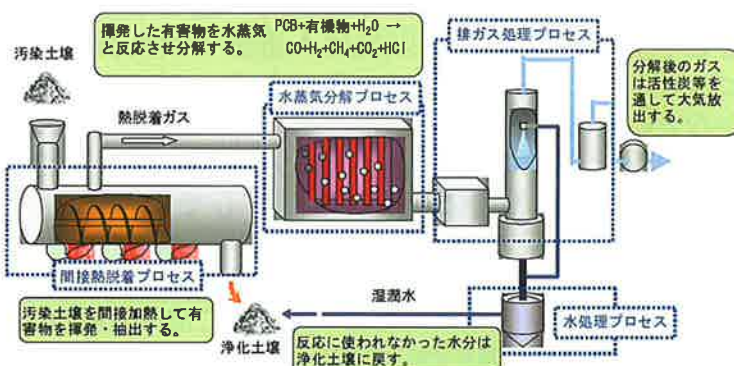 汚染土壌
揮発した有害物を水蒸気
と反応させ分解する。
PCB+有機物+H₂O →
CO+H₂+CH₄+CO₂+HCl
排ガス処理プロセス
分解後のガス
は活性炭等を
通して大気放
出する。
熱脱着ガス
水蒸気分解プロセス
間接熱脱着プロセス
汚染土壌を間接加熱して有
害物を揮発・抽出する。
浄化土壌
湿潤水
反応に使われなかった水分は
浄化土壌に戻す。
水処理プロセス